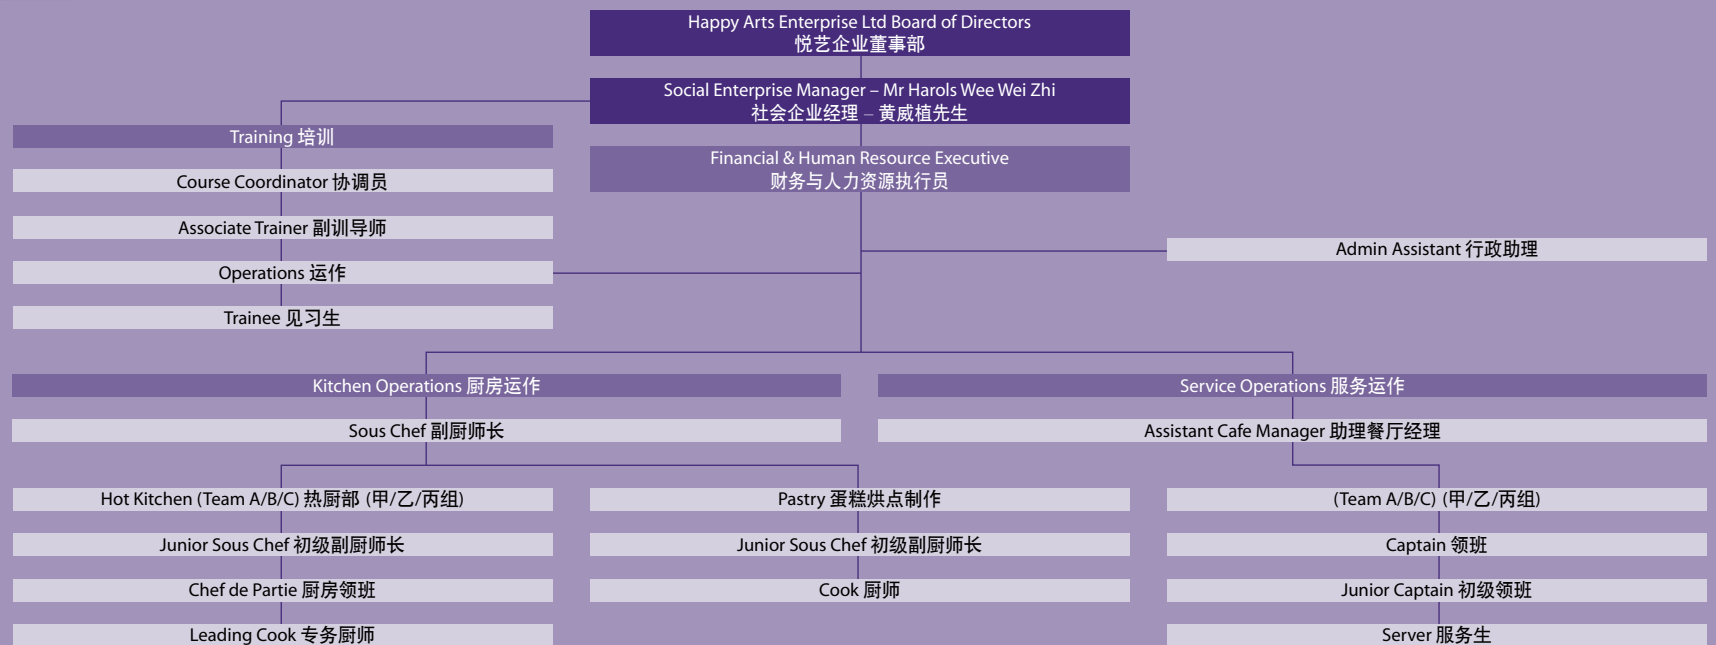 Happy Arts Enterprise Ltd Board of Directors
悦艺企业董事部
Social Enterprise Manager – Mr Harols Wee Wei Zhi
社会企业经理 – 黄威植先生
Training 培训
Financial & Human Resource Executive
财务与人力资源执行员
Course Coordinator 协调员
Associate Trainer 副训导师
Admin Assistant 行政助理
Operations 运作
Trainee 见习生
Kitchen Operations 厨房运作
Service Operations 服务运作
Sous Chef 副厨师长
Assistant Cafe Manager 助理餐厅经理
Hot Kitchen (Team A/B/C) 热厨部 (甲/乙/丙组)
Pastry 蛋糕烘点制作
(Team A/B/C) (甲/乙/丙组)
Junior Sous Chef 初级副厨师长
Junior Sous Chef 初级副厨师长
Captain 领班
Chef de Partie 厨房领班
Cook 厨师
Junior Captain 初级领班
Leading Cook 专务厨师
Server 服务生